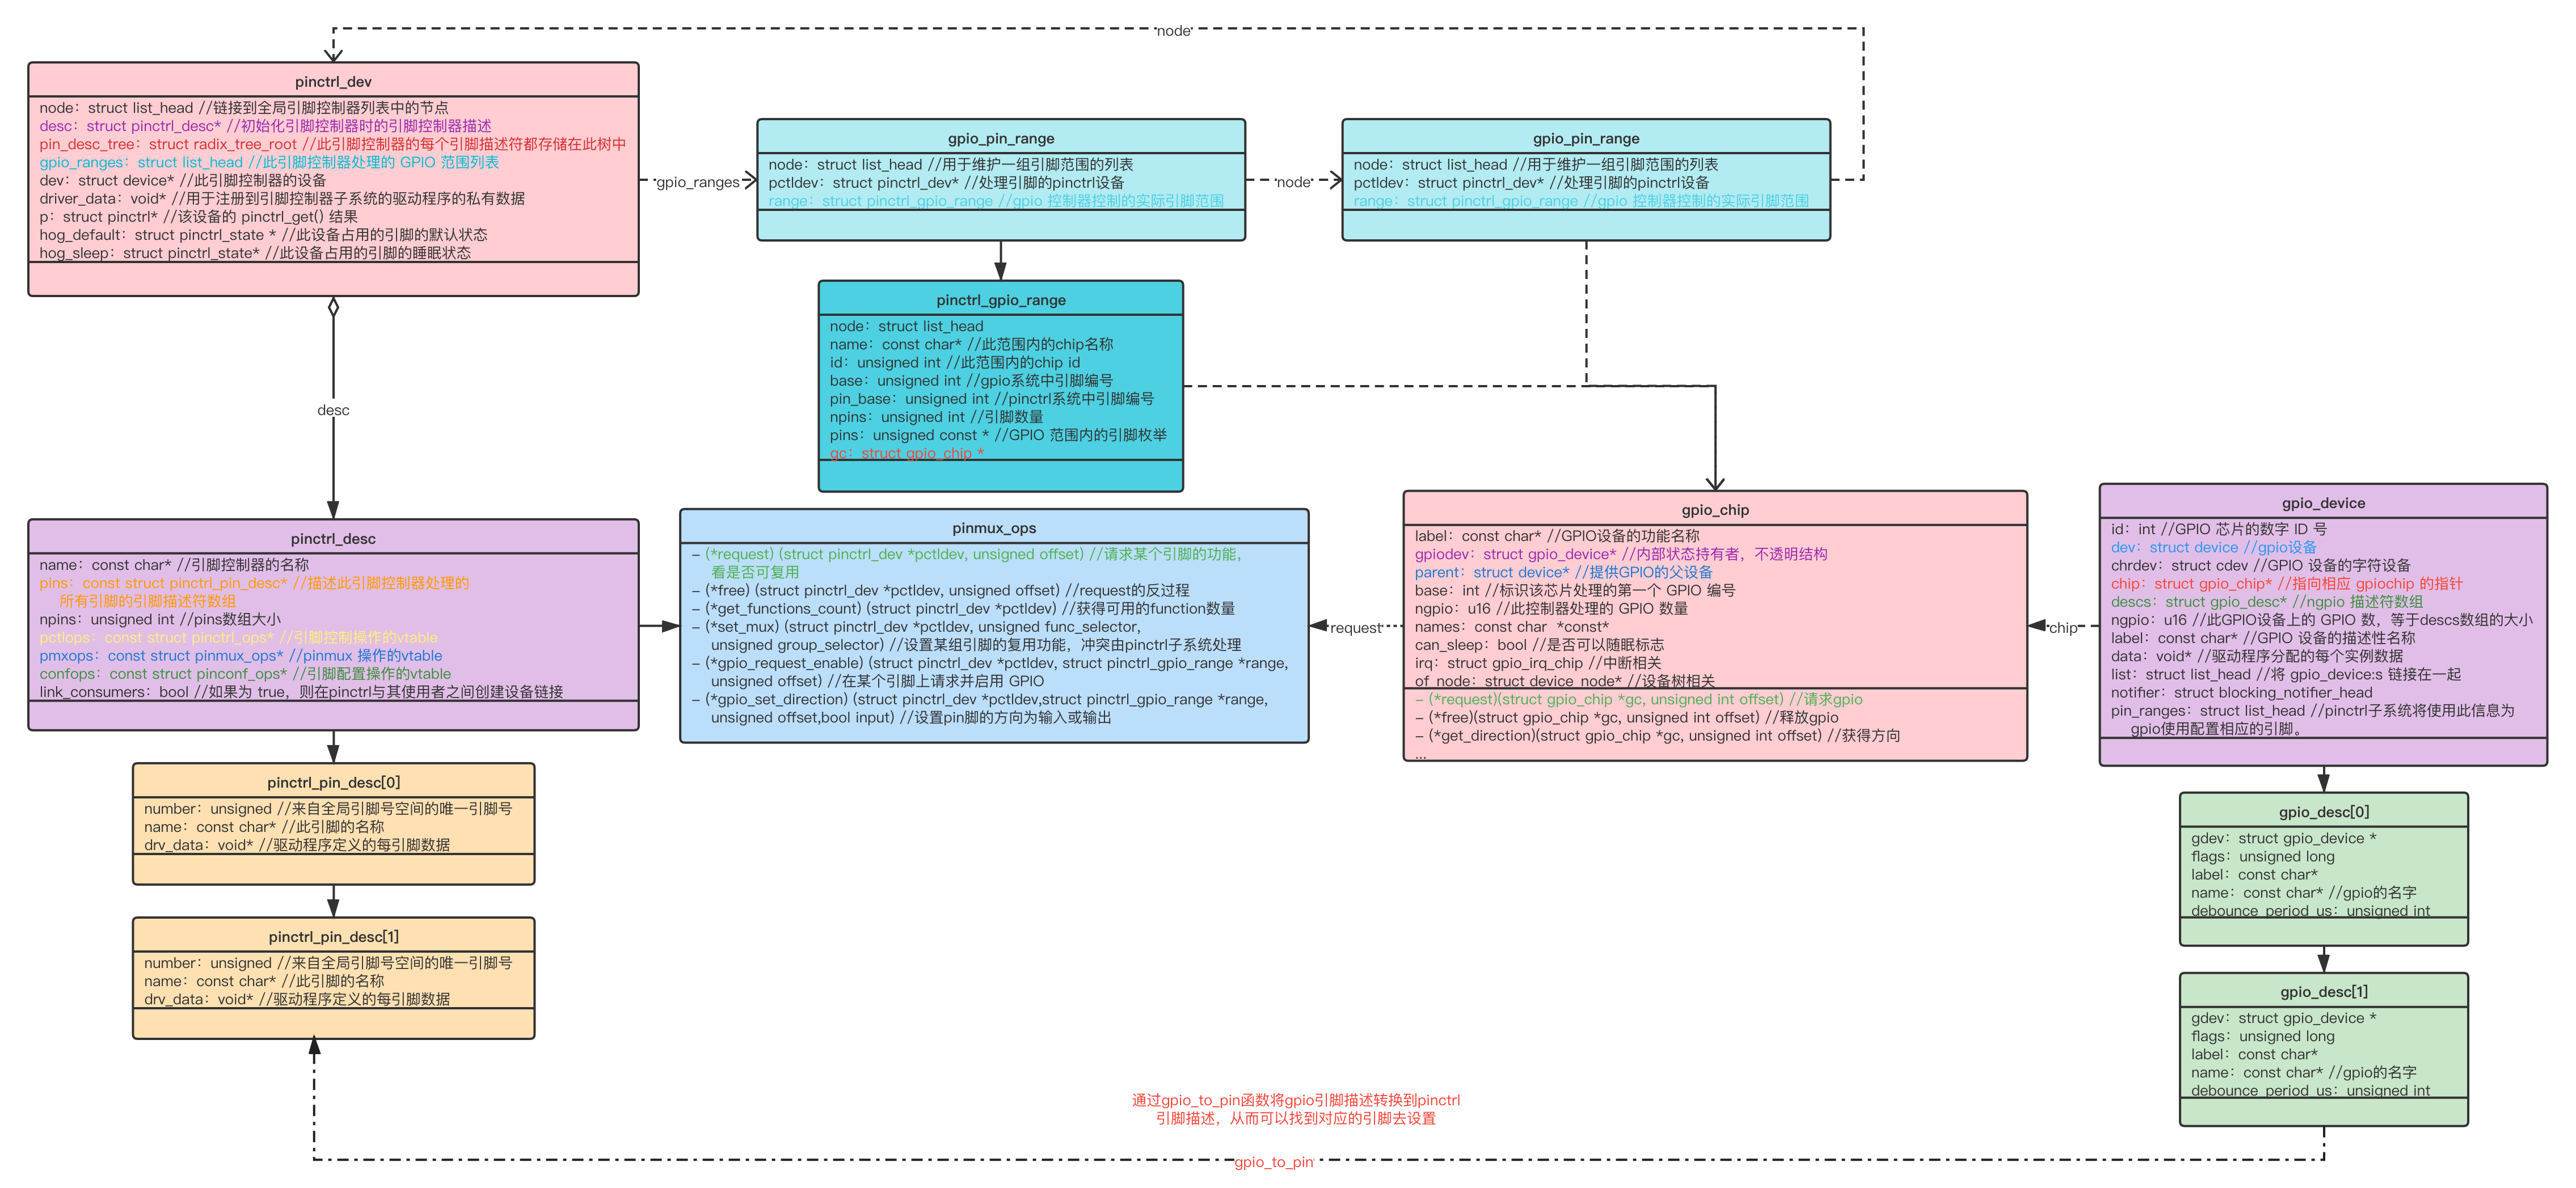 node
pinctrl_dev
node：struct list_head //链接到全局引脚控制器列表中的节点
desc：struct pinctrl_desc* //初始化引脚控制器时的引脚控制器描述
pin_desc_tree：struct radix_tree_root //此引脚控制器的每个引脚描述符都存储在此树中
gpio_ranges：struct list_head //此引脚控制器处理的 GPIO 范围列表
dev：struct device* //此引脚控制器的设备
driver_data：void* //用于注册到引脚控制器子系统的驱动程序的私有数据
p：struct pinctrl* //该设备的 pinctrl_get() 结果
hog_default：struct pinctrl_state * //此设备占用的引脚的默认状态
hog_sleep：struct pinctrl_state* //此设备占用的引脚的睡眠状态
gpio_ranges
gpio_pin_range
node：struct list_head //用于维护一组引脚范围的列表
pctldev：struct pinctrl_dev* //处理引脚的pinctrl设备
range：struct pinctrl_gpio_range //gpio 控制器控制的实际引脚范围
node
gpio_pin_range
node：struct list_head //用于维护一组引脚范围的列表
pctldev：struct pinctrl_dev* //处理引脚的pinctrl设备
range：struct pinctrl_gpio_range //gpio 控制器控制的实际引脚范围
pinctrl_gpio_range
node：struct list_head
name：const char* //此范围内的chip名称
id：unsigned int //此范围内的chip id
base：unsigned int //gpio系统中引脚编号
pin_base：unsigned int //pinctrl系统中引脚编号
npins：unsigned int //引脚数量
pins：unsigned const * //GPIO 范围内的引脚枚举
gc：struct gpio_chip *
desc
pinctrl_desc
name：const char* //引脚控制器的名称
pins：const struct pinctrl_pin_desc* //描述此引脚控制器处理的
所有引脚的引脚描述符数组
npins：unsigned int //pins数组大小
pctlops：const struct pinctrl_ops* //引脚控制操作的vtable
pmxops：const struct pinmux_ops* //pinmux 操作的vtable
confops：const struct pinconf_ops* //引脚配置操作的vtable
link_consumers：bool //如果为 true，则在pinctrl与其使用者之间创建设备链接
pinmux_ops
- (*request) (struct pinctrl_dev *pctldev, unsigned offset) //请求某个引脚的功能，
看是否可复用
- (*free) (struct pinctrl_dev *pctldev, unsigned offset) //request的反过程
- (*get_functions_count) (struct pinctrl_dev *pctldev) //获得可用的function数量
- (*set_mux) (struct pinctrl_dev *pctldev, unsigned func_selector,
unsigned group_selector) //设置某组引脚的复用功能，冲突由pinctrl子系统处理
- (*gpio_request_enable) (struct pinctrl_dev *pctldev, struct pinctrl_gpio_range *range,
unsigned offset) //在某个引脚上请求并启用 GPIO
- (*gpio_set_direction) (struct pinctrl_dev *pctldev,struct pinctrl_gpio_range *range,
unsigned offset,bool input) //设置pin脚的方向为输入或输出
request
gpio_chip
label：const char* //GPIO设备的功能名称
gpiodev：struct gpio_device* //内部状态持有者，不透明结构
parent：struct device* //提供GPIO的父设备
base：int //标识该芯片处理的第一个 GPIO 编号
ngpio：u16 //此控制器处理的 GPIO 数量
names：const char *const*
can_sleep：bool //是否可以随眠标志
irq：struct gpio_irq_chip //中断相关
of_node：struct device_node* //设备树相关
- (*request)(struct gpio_chip *gc, unsigned int offset) //请求gpio
- (*free)(struct gpio_chip *gc, unsigned int offset) //释放gpio
- (*get_direction)(struct gpio_chip *gc, unsigned int offset) //获得方向
...
chip
gpio_device
id：int //GPIO 芯片的数字 ID 号
dev：struct device //gpio设备
chrdev：struct cdev //GPIO 设备的字符设备
chip：struct gpio_chip* //指向相应 gpiochip 的指针
descs：struct gpio_desc* //ngpio 描述符数组
ngpio：u16 //此GPIO设备上的 GPIO 数，等于descs数组的大小
label：const char* //GPIO 设备的描述性名称
data：void* //驱动程序分配的每个实例数据
list：struct list_head //将 gpio_device:s 链接在一起
notifier：struct blocking_notifier_head
pin_ranges：struct list_head //pinctrl子系统将使用此信息为
gpio使用配置相应的引脚。
pinctrl_pin_desc[0]
number：unsigned //来自全局引脚号空间的唯一引脚号
name：const char* //此引脚的名称
drv_data：void* //驱动程序定义的每引脚数据
pinctrl_pin_desc[1]
number：unsigned //来自全局引脚号空间的唯一引脚号
name：const char* //此引脚的名称
drv_data：void* //驱动程序定义的每引脚数据
gpio_desc[0]
gdev：struct gpio_device *
flags：unsigned long
label：const char*
name：const char* //gpio的名字
debounce_period_us：unsigned int
gpio_desc[1]
gdev：struct gpio_device *
flags：unsigned long
label：const char*
name：const char* //gpio的名字
debounce_period_us：unsigned int
通过gpio_to_pin函数将gpio引脚描述转换到pinctrl
引脚描述，从而可以找到对应的引脚去设置
gpio_to_pin